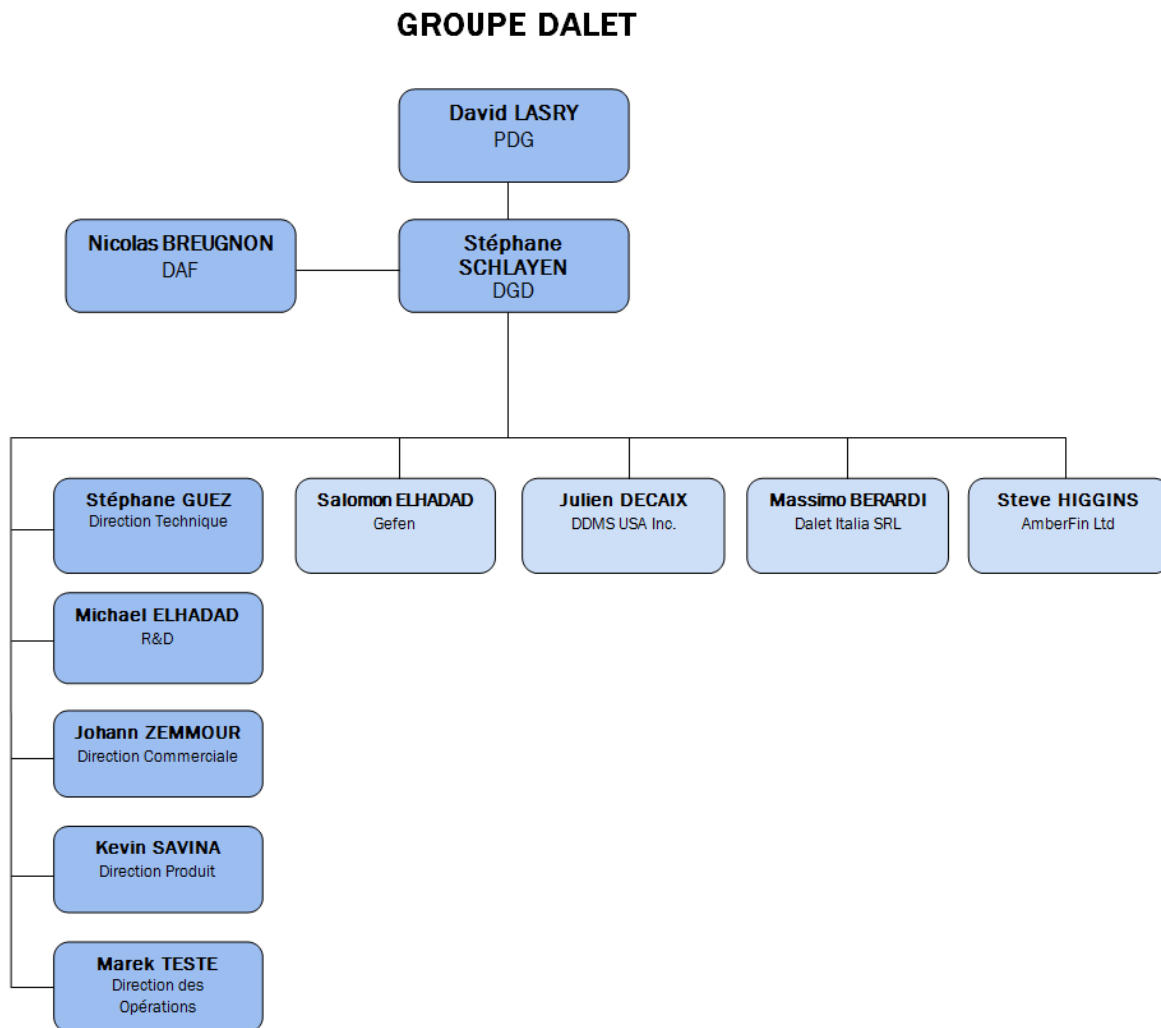 GROUPE DALET
David LASRY
PDG
Nicolas BREUGNON
DAF
Stéphane
SCHLAYEN
DGD
Stéphane GUEZ
Direction Technique
Salomon ELHADAD
Gefen
Julien DECAIX
DDMS USA Inc.
Massimo BERARDI
Dalet Italia SRL
Steve HIGGINS
AmberFin Ltd
Michael ELHADAD
R&D
Johann ZEMMOUR
Direction Commerciale
Kevin SAVINA
Direction Produit
Marek TESTE
Direction des
Opérations